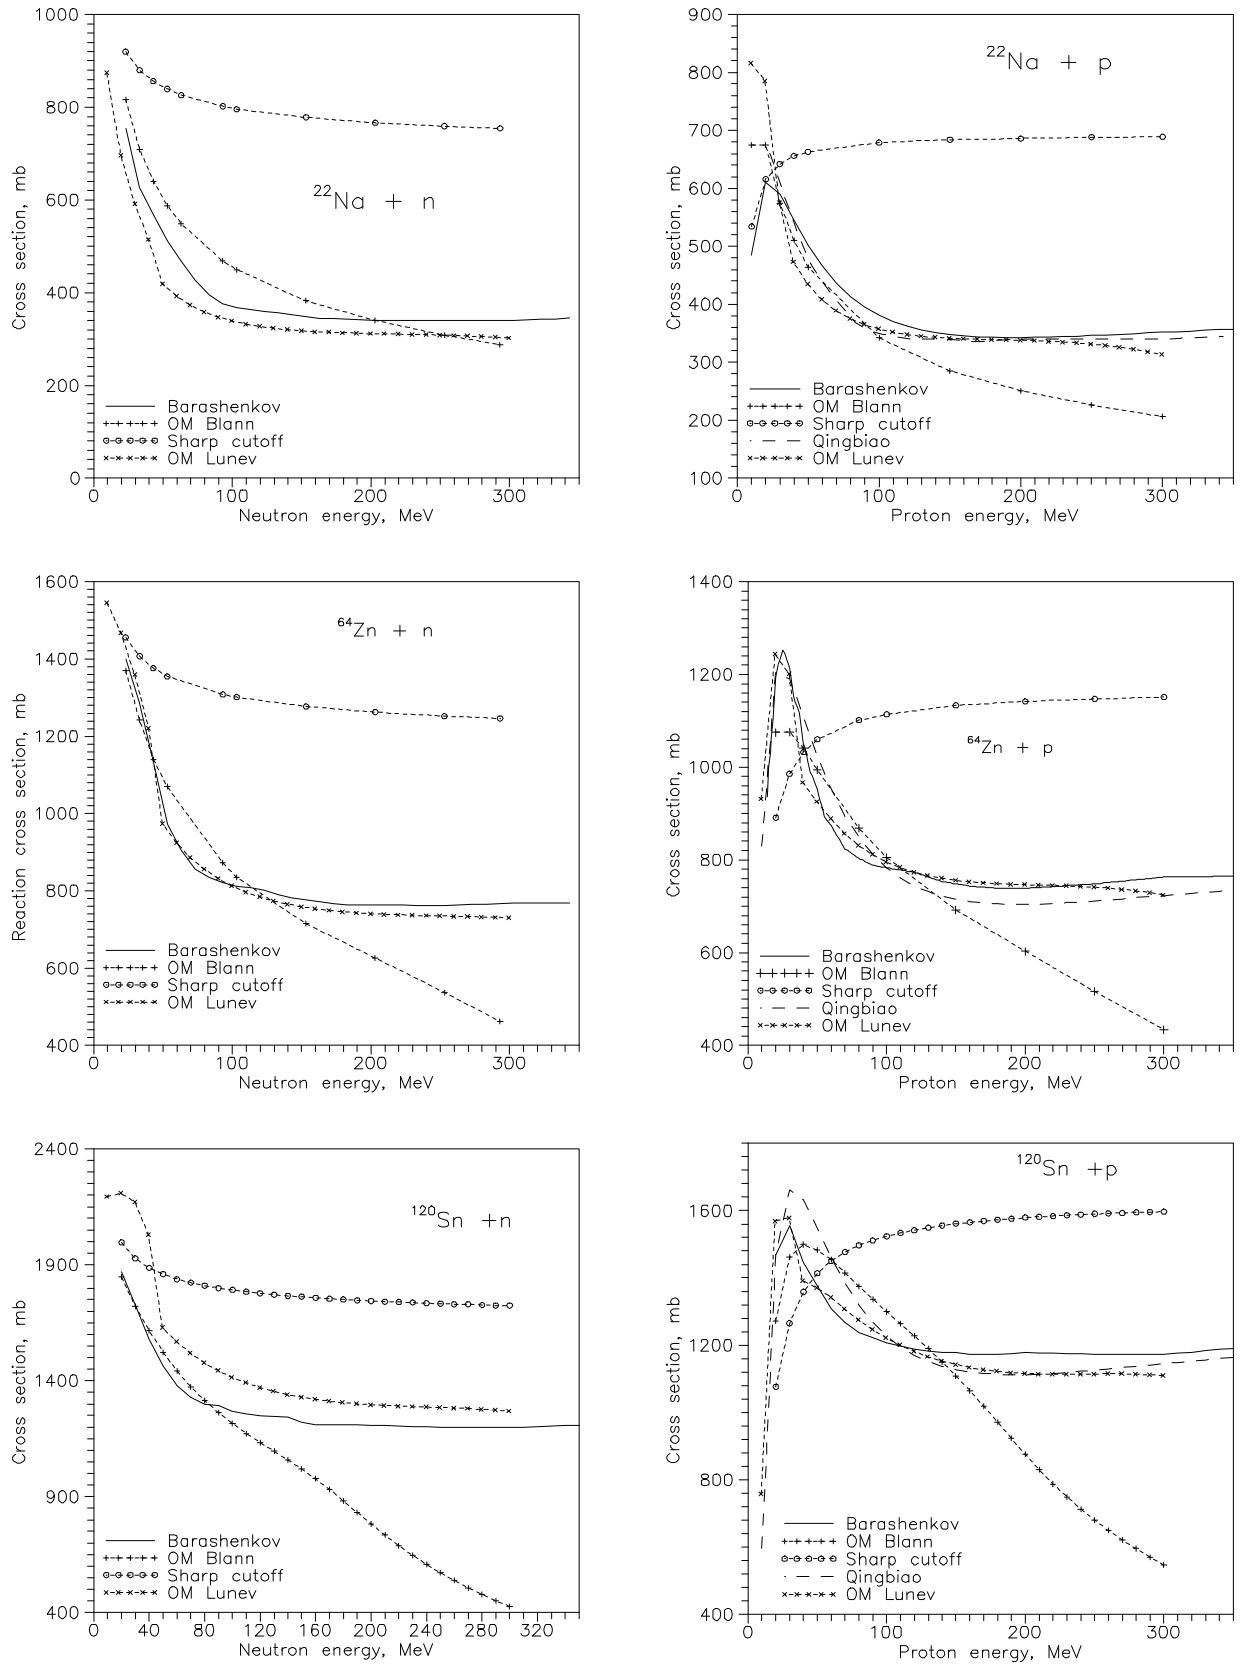 1000
800
600
400
200
0
Cross section, mb
²²Na + n
Barashenkov
OM Blann
Sharp cutoff
OM Lunev
0 100 200 300
Neutron energy, MeV
900
800
700
600
500
400
300
200
100
Cross section, mb
²²Na + p
Barashenkov
OM Blann
Sharp cutoff
Qingbiao
OM Lunev
0 100 200 300
Proton energy, MeV
1600
1400
1200
1000
800
600
400
Reaction cross section, mb
⁶⁴Zn + n
Barashenkov
OM Blann
Sharp cutoff
OM Lunev
0 100 200 300
Neutron energy, MeV
1400
1200
1000
800
600
400
Cross section, mb
⁶⁴Zn + p
Barashenkov
OM Blann
Sharp cutoff
Qingbiao
OM Lunev
0 100 200 300
Proton energy, MeV
2400
1900
1400
900
400
Cross section, mb
¹²⁰Sn +n
Barashenkov
OM Blann
Sharp cutoff
OM Lunev
0 40 80 120 160 200 240 280 320
Neutron energy, MeV
1600
1200
800
400
Cross section, mb
¹²⁰Sn +p
Barashenkov
OM Blann
Sharp cutoff
Qingbiao
OM Lunev
0 100 200 300
Proton energy, MeV